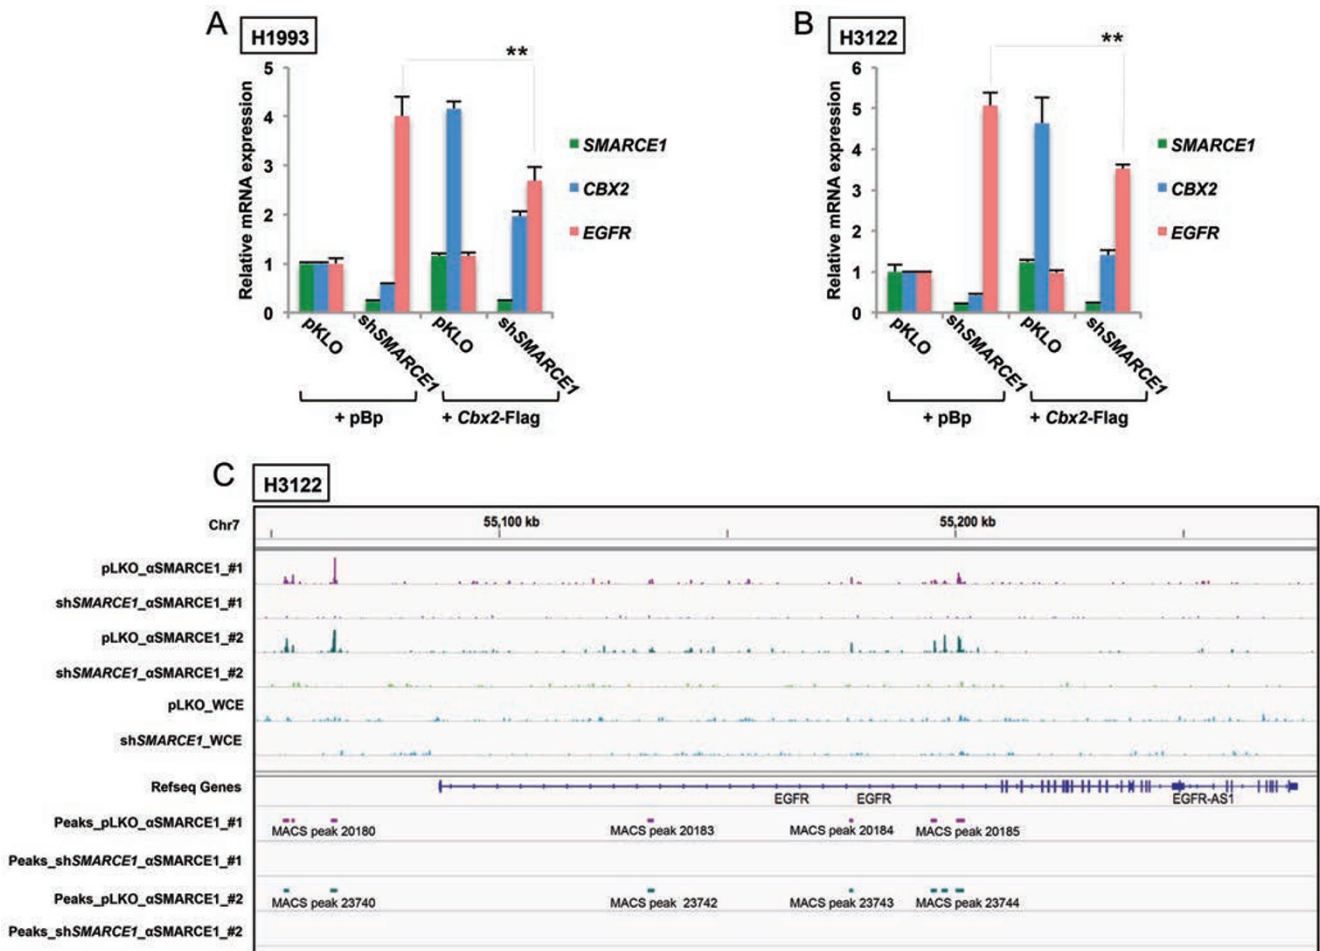 A
H1993
**
Relative mRNA expression
5
4
3
2
1
0
pKLO
shSMARCE1
pKLO
shSMARCE1
+ pBp
+ Cbx2-Flag
SMARCE1
CBX2
EGFR
B
H3122
**
Relative mRNA expression
6
5
4
3
2
1
0
pKLO
shSMARCE1
pKLO
shSMARCE1
+ pBp
+ Cbx2-Flag
SMARCE1
CBX2
EGFR
C
H3122
Chr7
55,100 kb
55,200 kb
pLKO_αSMARCE1_#1
shSMARCE1_αSMARCE1_#1
pLKO_αSMARCE1_#2
shSMARCE1_αSMARCE1_#2
pLKO_WCE
shSMARCE1_WCE
Refseq Genes
EGFR EGFR EGFR-AS1
Peaks_pLKO_αSMARCE1_#1
MACS peak 20180 MACS peak 20183 MACS peak 20184 MACS peak 20185
Peaks_shSMARCE1_αSMARCE1_#1
Peaks_pLKO_αSMARCE1_#2
MACS peak 23740 MACS peak 23742 MACS peak 23743 MACS peak 23744
Peaks_shSMARCE1_αSMARCE1_#2